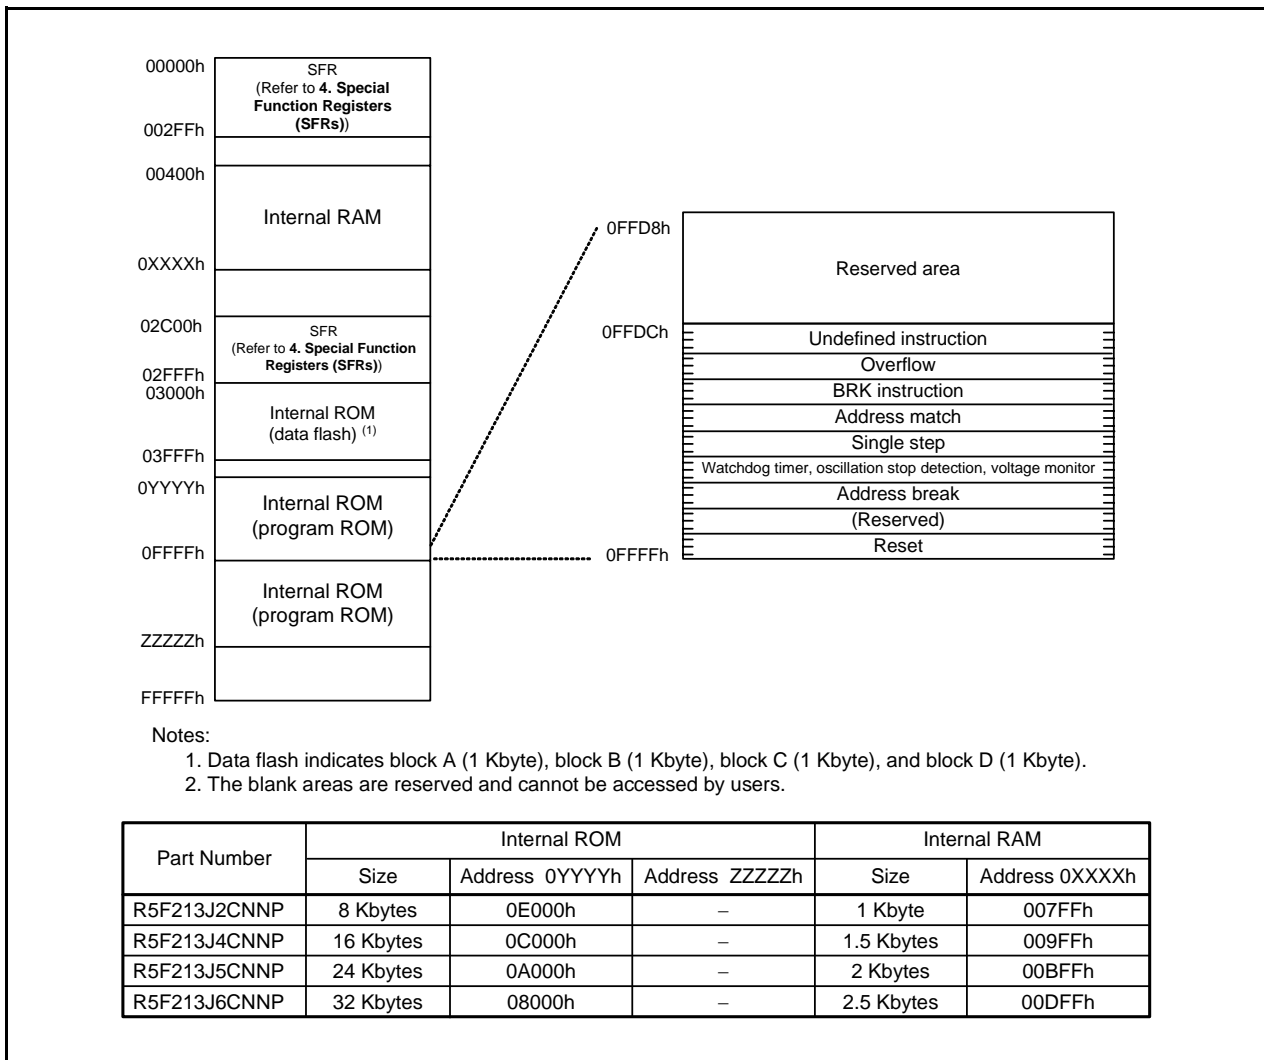 00000h
SFR
(Refer to 4. Special
Function Registers
(SFRs))
002FFh
00400h
Internal RAM
0XXXXh
02C00h
SFR
(Refer to 4. Special Function
Registers (SFRs))
02FFFh
03000h
Internal ROM
(data flash) (1)
03FFFh
0YYYYh
Internal ROM
(program ROM)
0FFFFh
Internal ROM
(program ROM)
ZZZZZh
FFFFFh
0FFD8h
Reserved area
0FFDCh
Undefined instruction
Overflow
BRK instruction
Address match
Single step
Watchdog timer, oscillation stop detection, voltage monitor
Address break
(Reserved)
Reset
0FFFFh
Notes:
1. Data flash indicates block A (1 Kbyte), block B (1 Kbyte), block C (1 Kbyte), and block D (1 Kbyte).
2. The blank areas are reserved and cannot be accessed by users.
Part Number Internal ROM Internal RAM
Size Address 0YYYYh Address ZZZZZh Size Address 0XXXXh
R5F213J2CNNP 8 Kbytes 0E000h – 1 Kbyte 007FFh
R5F213J4CNNP 16 Kbytes 0C000h – 1.5 Kbytes 009FFh
R5F213J5CNNP 24 Kbytes 0A000h – 2 Kbytes 00BFFh
R5F213J6CNNP 32 Kbytes 08000h – 2.5 Kbytes 00DFFh